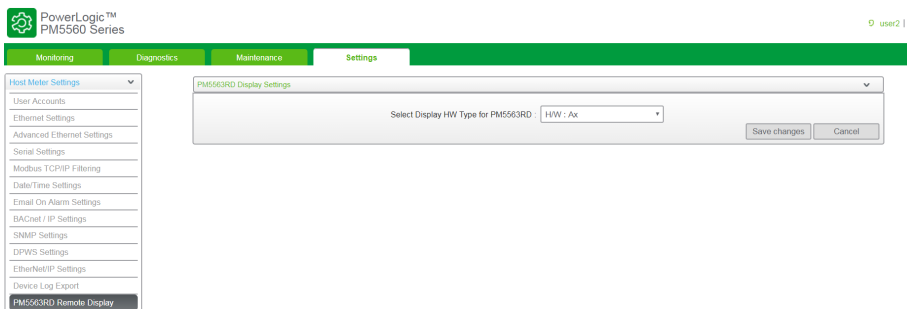 PowerLogic™
PM5560 Series
user2 |
Monitoring Diagnostics Maintenance Settings
Host Meter Settings
User Accounts
Ethernet Settings
Advanced Ethernet Settings
Serial Settings
Modbus TCP/IP Filtering
Date/Time Settings
Email On Alarm Settings
BACnet / IP Settings
SNMP Settings
DPWS Settings
EtherNet/IP Settings
Device Log Export
PM5563RD Remote Display
PM5563RD Display Settings
Select Display HW Type for PM5563RD : H/W : Ax
Save changes Cancel